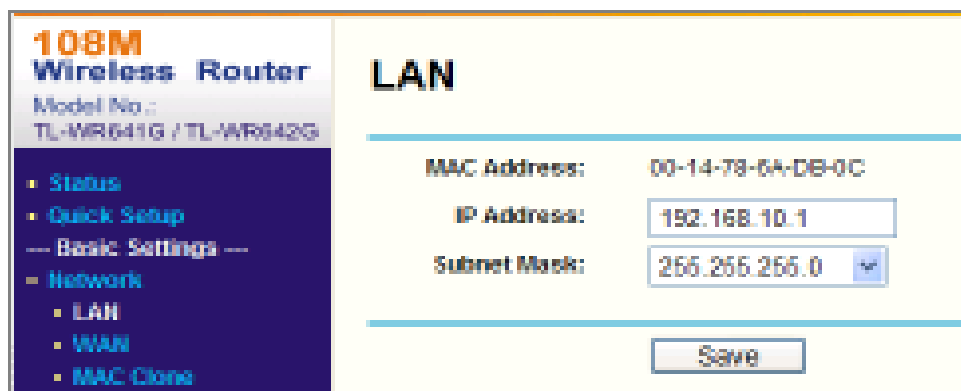 108M
Wireless Router
Model No.:
TL-WR641G / TL-WR642G
Status
Quick Setup
--- Basic Settings ---
Network
LAN
WAN
MAC Clone
LAN
MAC Address: 00-14-78-6A-DB-0C
IP Address: 192.168.10.1
Subnet Mask: 255.255.255.0
Save